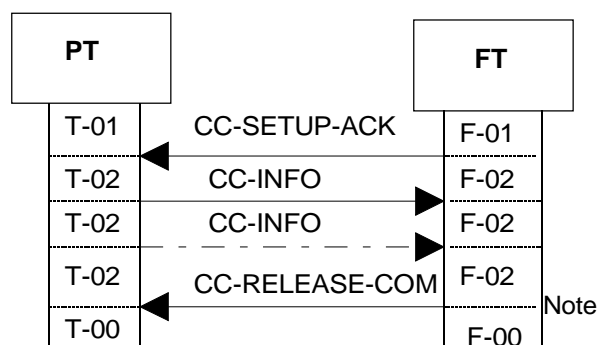 PT
FT
T-01 CC-SETUP-ACK F-01
T-02 CC-INFO F-02
T-02 CC-INFO F-02
T-02 CC-RELEASE-COM F-02
Note
T-00 F-00